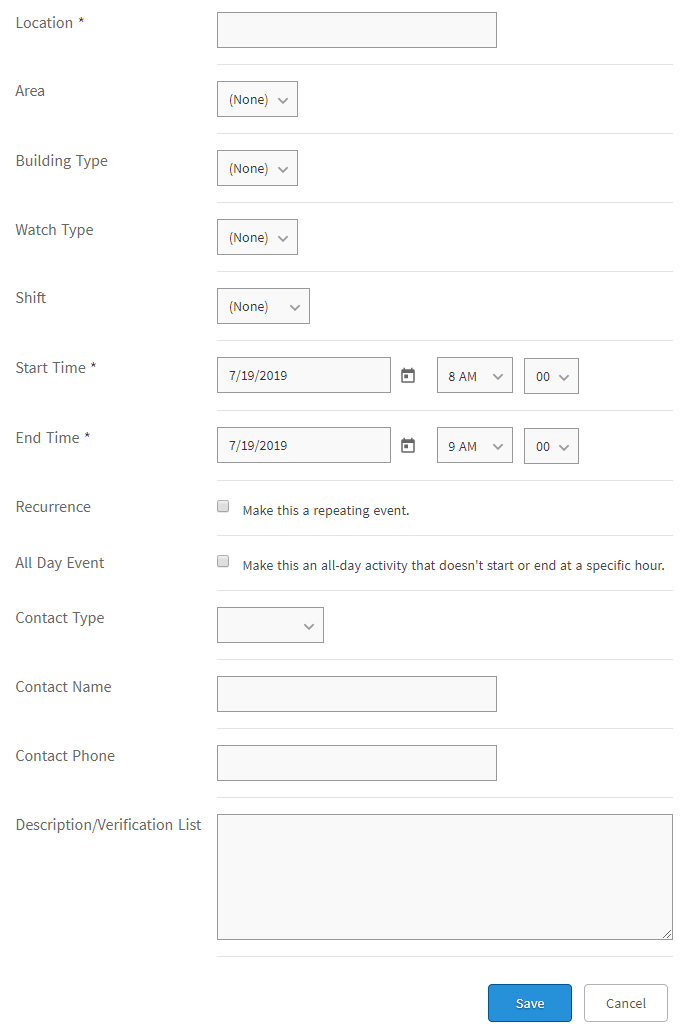 Location *
Area (None)
Building Type (None)
Watch Type (None)
Shift (None)
Start Time * 7/19/2019 8 AM 00
End Time * 7/19/2019 9 AM 00
Recurrence Make this a repeating event.
All Day Event Make this an all-day activity that doesn't start or end at a specific hour.
Contact Type
Contact Name
Contact Phone
Description/Verification List
Save Cancel